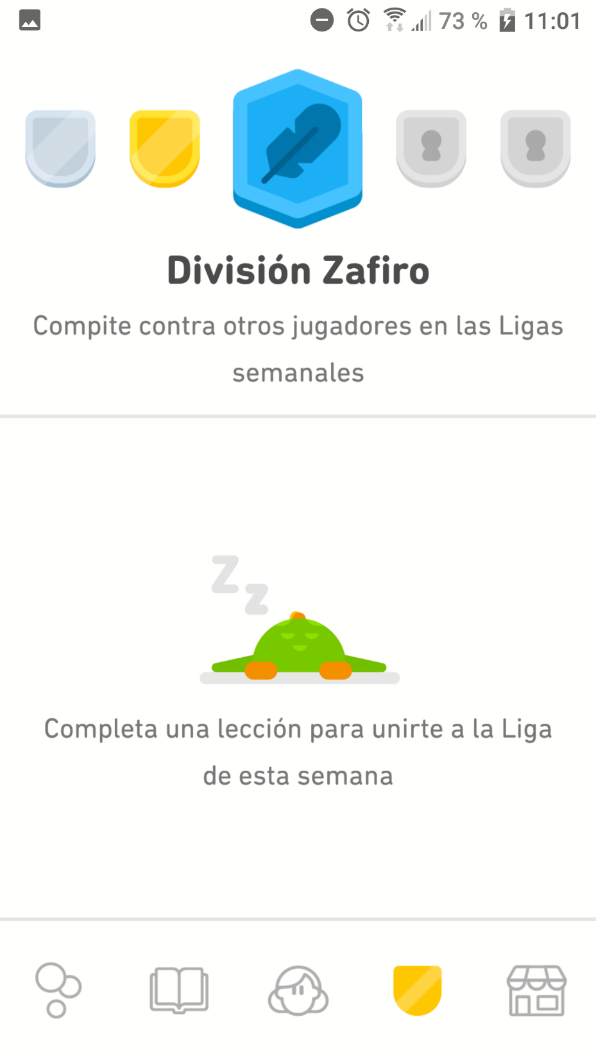 73 % 11:01
División Zafiro
Compite contra otros jugadores en las Ligas
semanales
Z
z
Completa una lección para unirte a la Liga
de esta semana